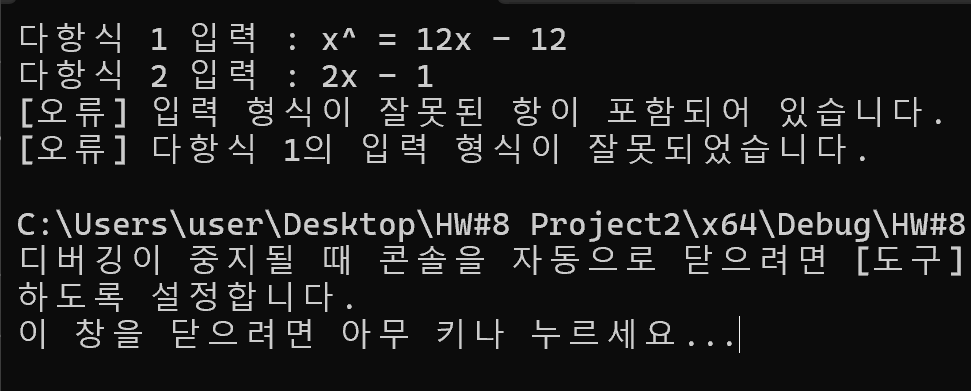 다항식 1 입력 : x^ = 12x - 12
다항식 2 입력 : 2x - 1
[오류] 입력 형식이 잘못된 항이 포함되어 있습니다.
[오류] 다항식 1의 입력 형식이 잘못되었습니다.
C:\Users\user\Desktop\HW#8 Project2\x64\Debug\HW#8
디버깅이 중지될 때 콘솔을 자동으로 닫으려면 [도구]
하도록 설정합니다.
이 창을 닫으려면 아무 키나 누르세요...